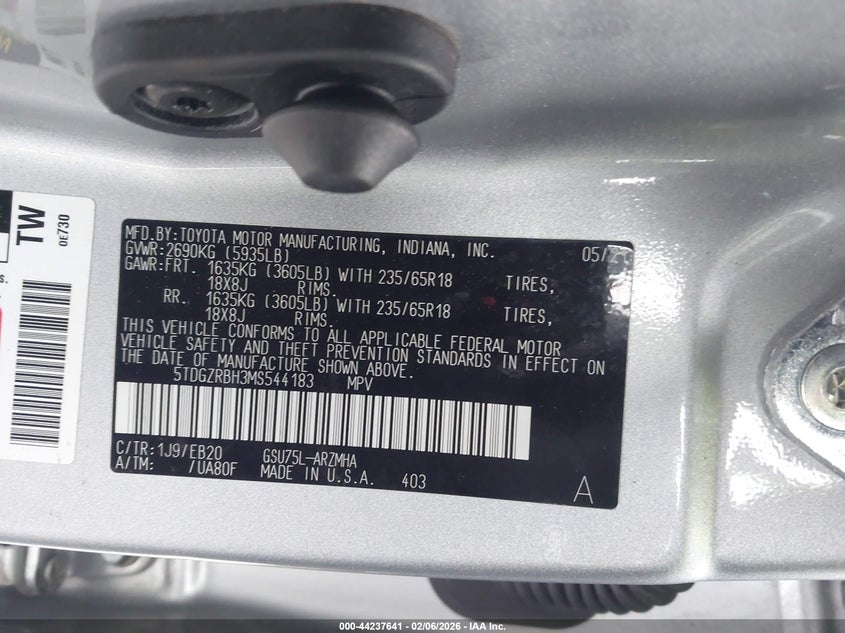 MFD.BY:TOYOTA MOTOR MANUFACTURING, INDIANA, INC. 05/21
GVWR:2690KG (5935LB)
GAWR:FRT. 1635KG (3605LB) WITH 235/65R18 TIRES,
18X8J RIMS.
RR. 1635KG (3605LB) WITH 235/65R18 TIRES,
18X8J RIMS.
THIS VEHICLE CONFORMS TO ALL APPLICABLE FEDERAL MOTOR
VEHICLE SAFETY AND THEFT PREVENTION STANDARDS IN EFFECT ON
THE DATE OF MANUFACTURE SHOWN ABOVE.
5TDGZRBH3MS544183 MPV
C/TR:1J9/EB20 GSU75L-ARZMHA
A/TM: /UA80F MADE IN U.S.A. 403
A
TW
OE730
s.
000-44237641 - 02/06/2026 - IAA Inc.